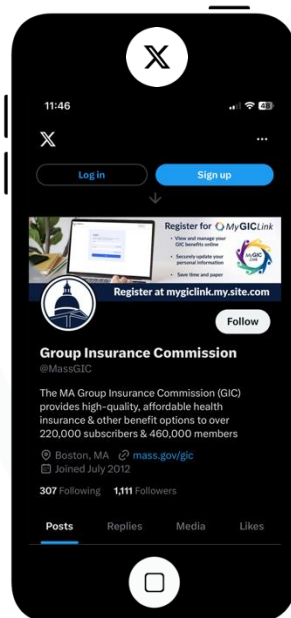 11:46
Log in
Sign up
Register for MyGICLink
• View and manage your
GIC benefits online
• Securely update your
personal information
• Save time and paper
MyGIC
Link
Register at mygiclink.my.site.com
Follow
Group Insurance Commission
@MassGIC
The MA Group Insurance Commission (GIC)
provides high-quality, affordable health
insurance & other benefit options to over
220,000 subscribers & 460,000 members
Boston, MA mass.gov/gic
Joined July 2012
307 Following 1,111 Followers
Posts Replies Media Likes